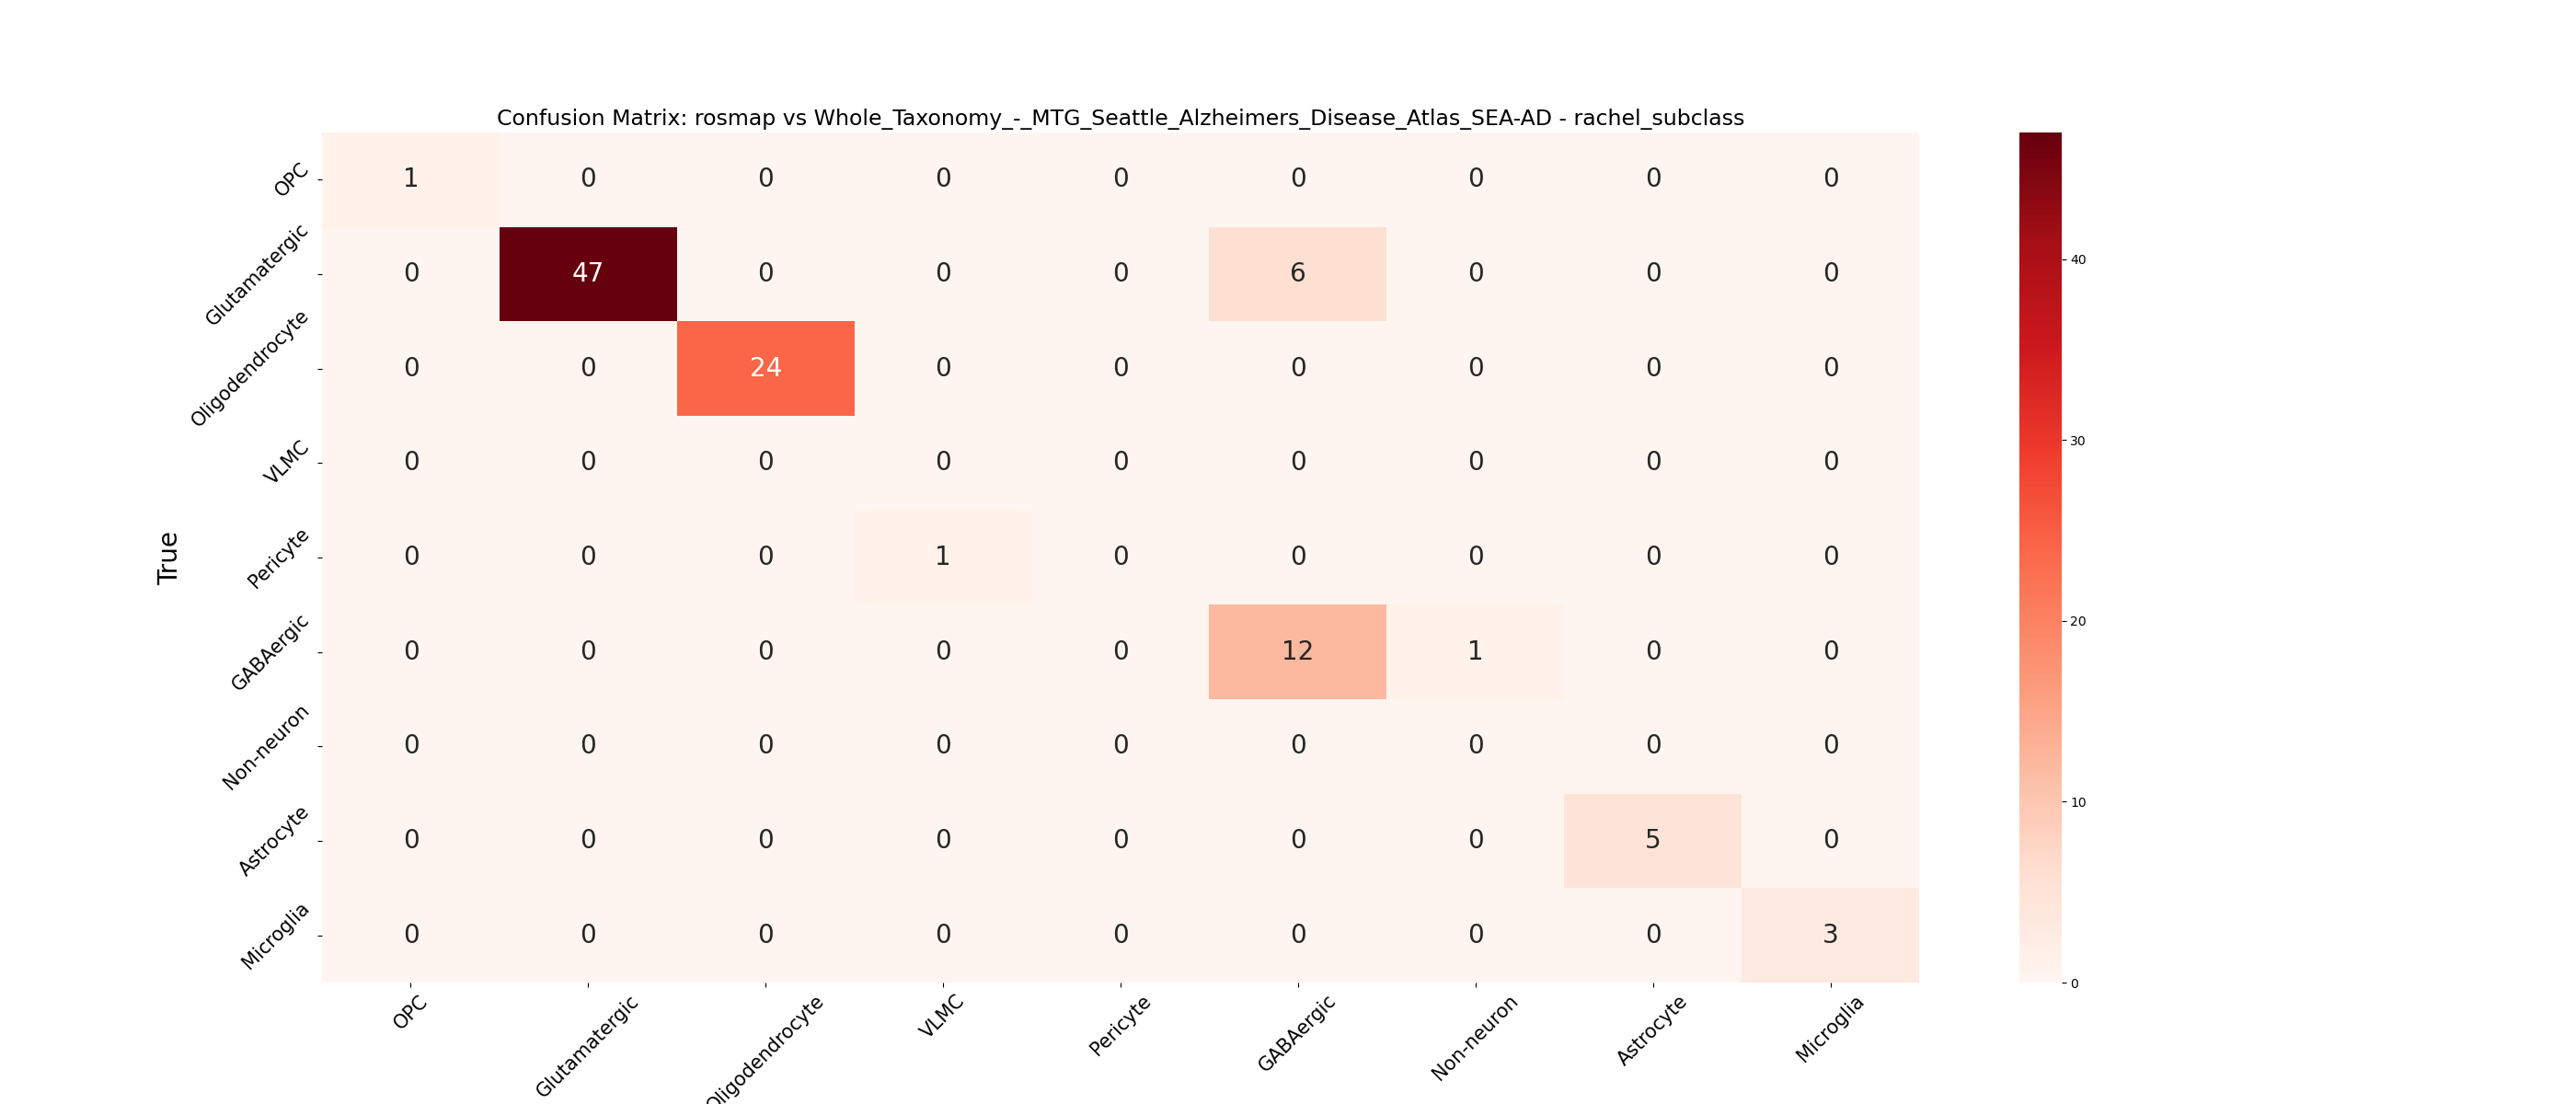 Confusion Matrix: rosmap vs Whole_Taxonomy_-_MTG_Seattle_Alzheimers_Disease_Atlas_SEA-AD - rachel_subclass
True
OPC 1 0 0 0 0 0 0 0 0
Glutamatergic 0 47 0 0 0 6 0 0 0
Oligodendrocyte 0 0 24 0 0 0 0 0 0
VLMC 0 0 0 0 0 0 0 0 0
Pericyte 0 0 0 1 0 0 0 0 0
GABAergic 0 0 0 0 0 12 1 0 0
Non-neuron 0 0 0 0 0 0 0 0 0
Astrocyte 0 0 0 0 0 0 0 5 0
Microglia 0 0 0 0 0 0 0 0 3
OPC Glutamatergic Oligodendrocyte VLMC Pericyte GABAergic Non-neuron Astrocyte Microglia
40
30
20
10
0